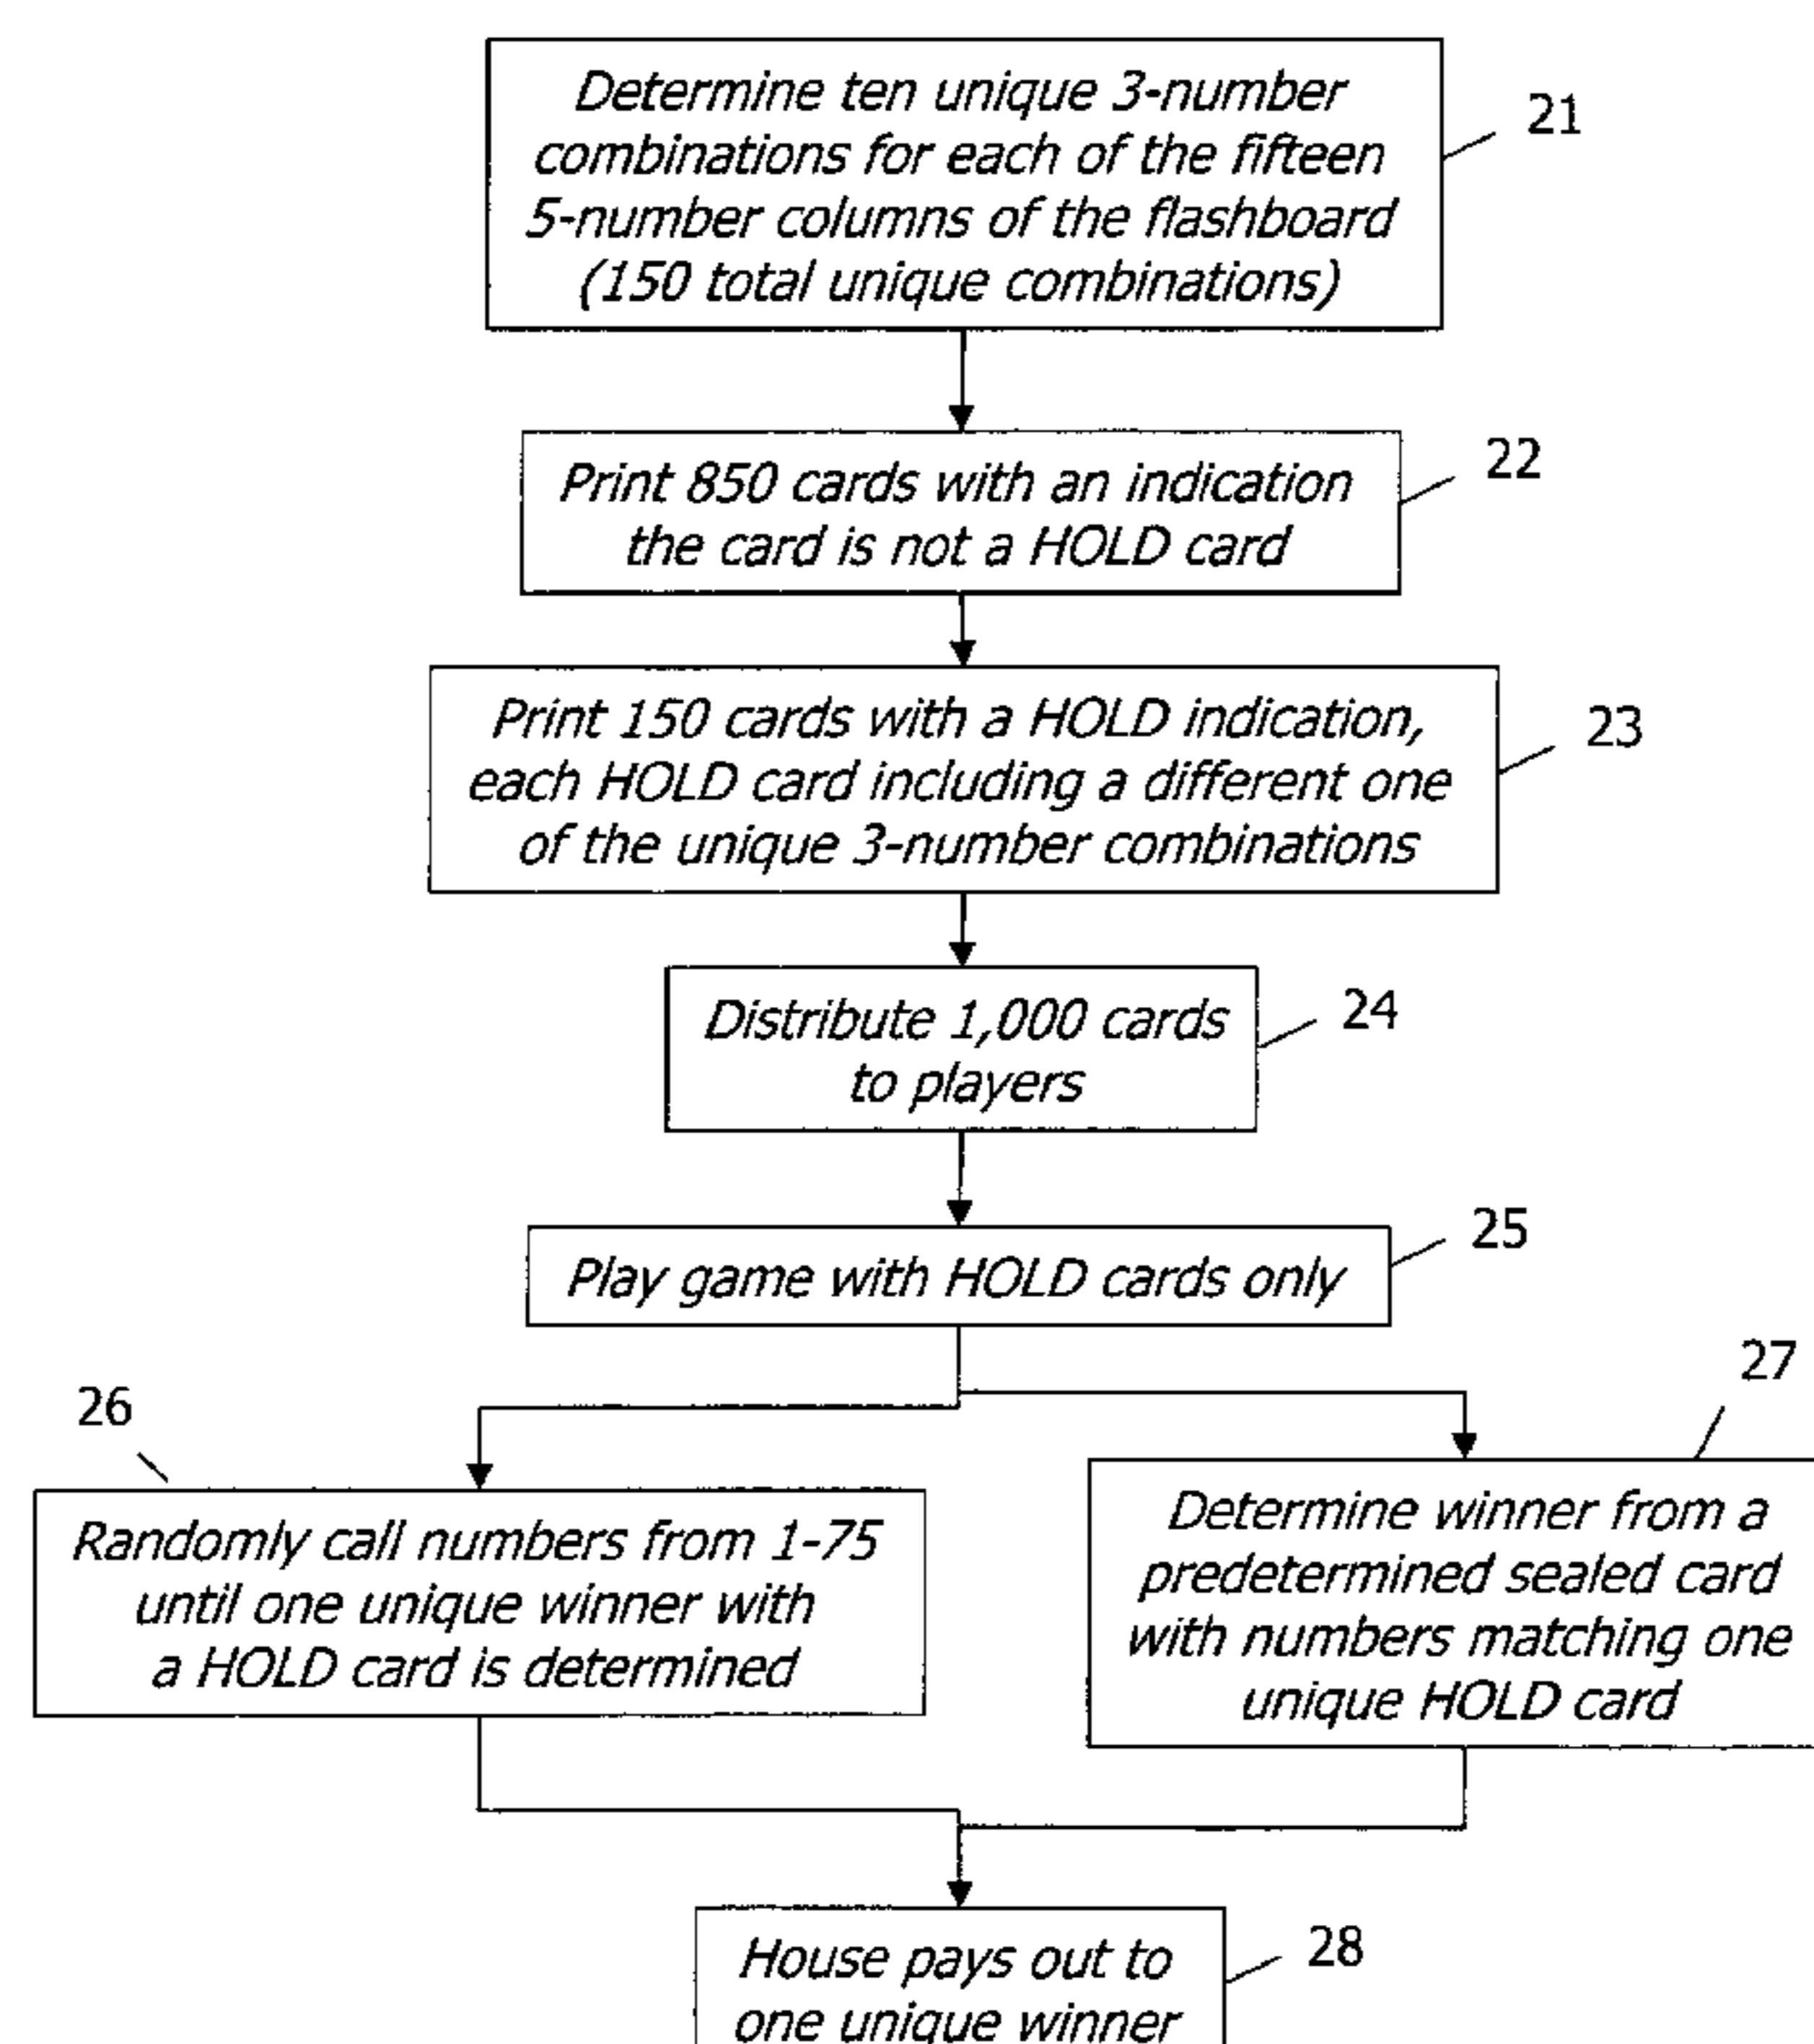 Determine ten unique 3-number
combinations for each of the fifteen
5-number columns of the flashboard
(150 total unique combinations)
21
Print 850 cards with an indication
the card is not a HOLD card
22
Print 150 cards with a HOLD indication,
each HOLD card including a different one
of the unique 3-number combinations
23
Distribute 1,000 cards
to players
24
Play game with HOLD cards only
25
26
Randomly call numbers from 1-75
until one unique winner with
a HOLD card is determined
27
Determine winner from a
predetermined sealed card
with numbers matching one
unique HOLD card
House pays out to
one unique winner
28